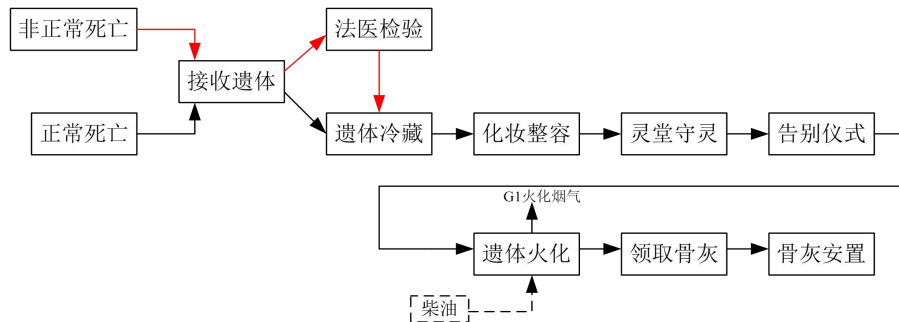 非正常死亡
法医检验
接收遗体
正常死亡
遗体冷藏
化妆整容
灵堂守灵
告别仪式
G1火化烟气
遗体火化
领取骨灰
骨灰安置
柴油